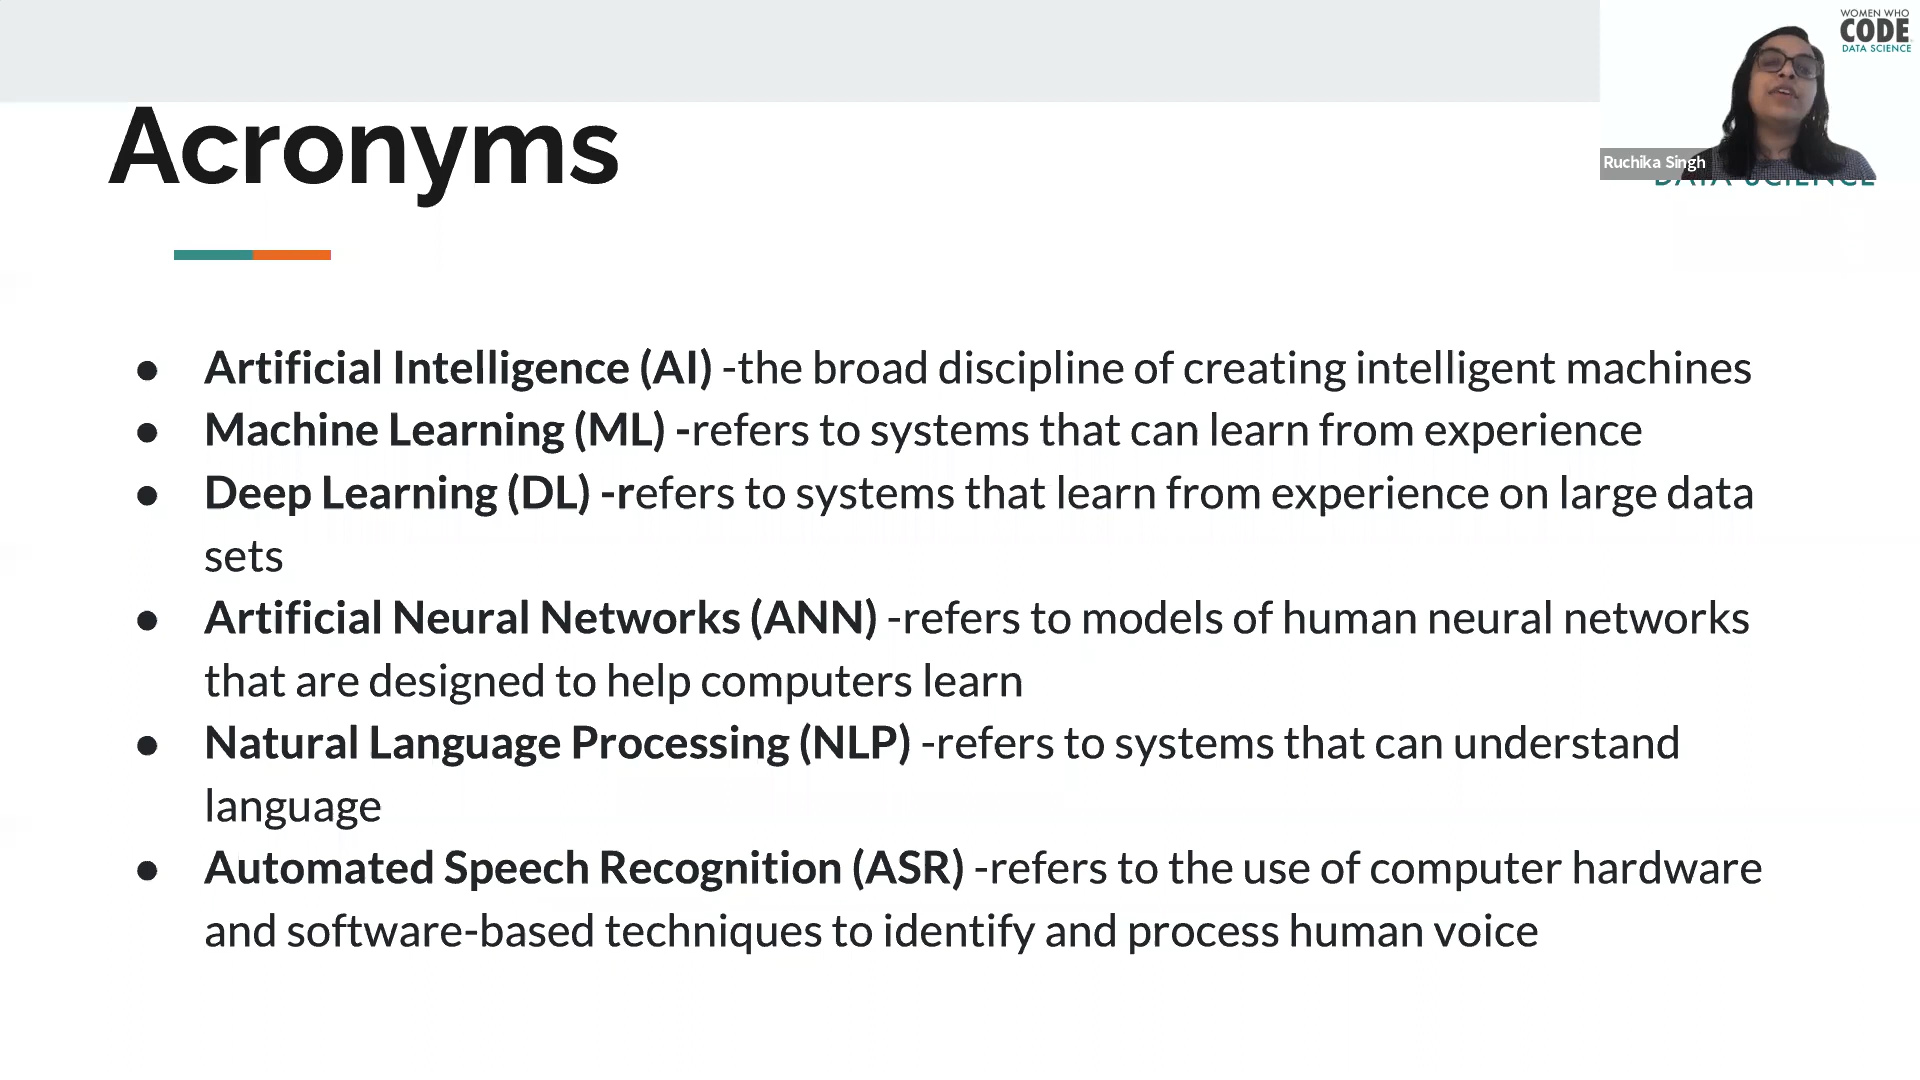 WOMEN WHO
CODE
DATA SCIENCE
Acronyms
Ruchika Singh
DATA SCIENCE
● Artificial Intelligence (AI) -the broad discipline of creating intelligent machines
● Machine Learning (ML) -refers to systems that can learn from experience
● Deep Learning (DL) -refers to systems that learn from experience on large data
sets
● Artificial Neural Networks (ANN) -refers to models of human neural networks
that are designed to help computers learn
● Natural Language Processing (NLP) -refers to systems that can understand
language
● Automated Speech Recognition (ASR) -refers to the use of computer hardware
and software-based techniques to identify and process human voice